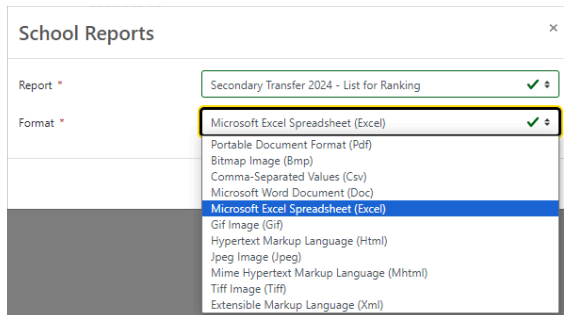 School Reports ×
Report * Secondary Transfer 2024 - List for Ranking
Format * Microsoft Excel Spreadsheet (Excel)
Portable Document Format (Pdf)
Bitmap Image (Bmp)
Comma-Separated Values (Csv)
Microsoft Word Document (Doc)
Microsoft Excel Spreadsheet (Excel)
Gif Image (Gif)
Hypertext Markup Language (Html)
Jpeg Image (Jpeg)
Mime Hypertext Markup Language (Mhtml)
Tiff Image (Tiff)
Extensible Markup Language (Xml)